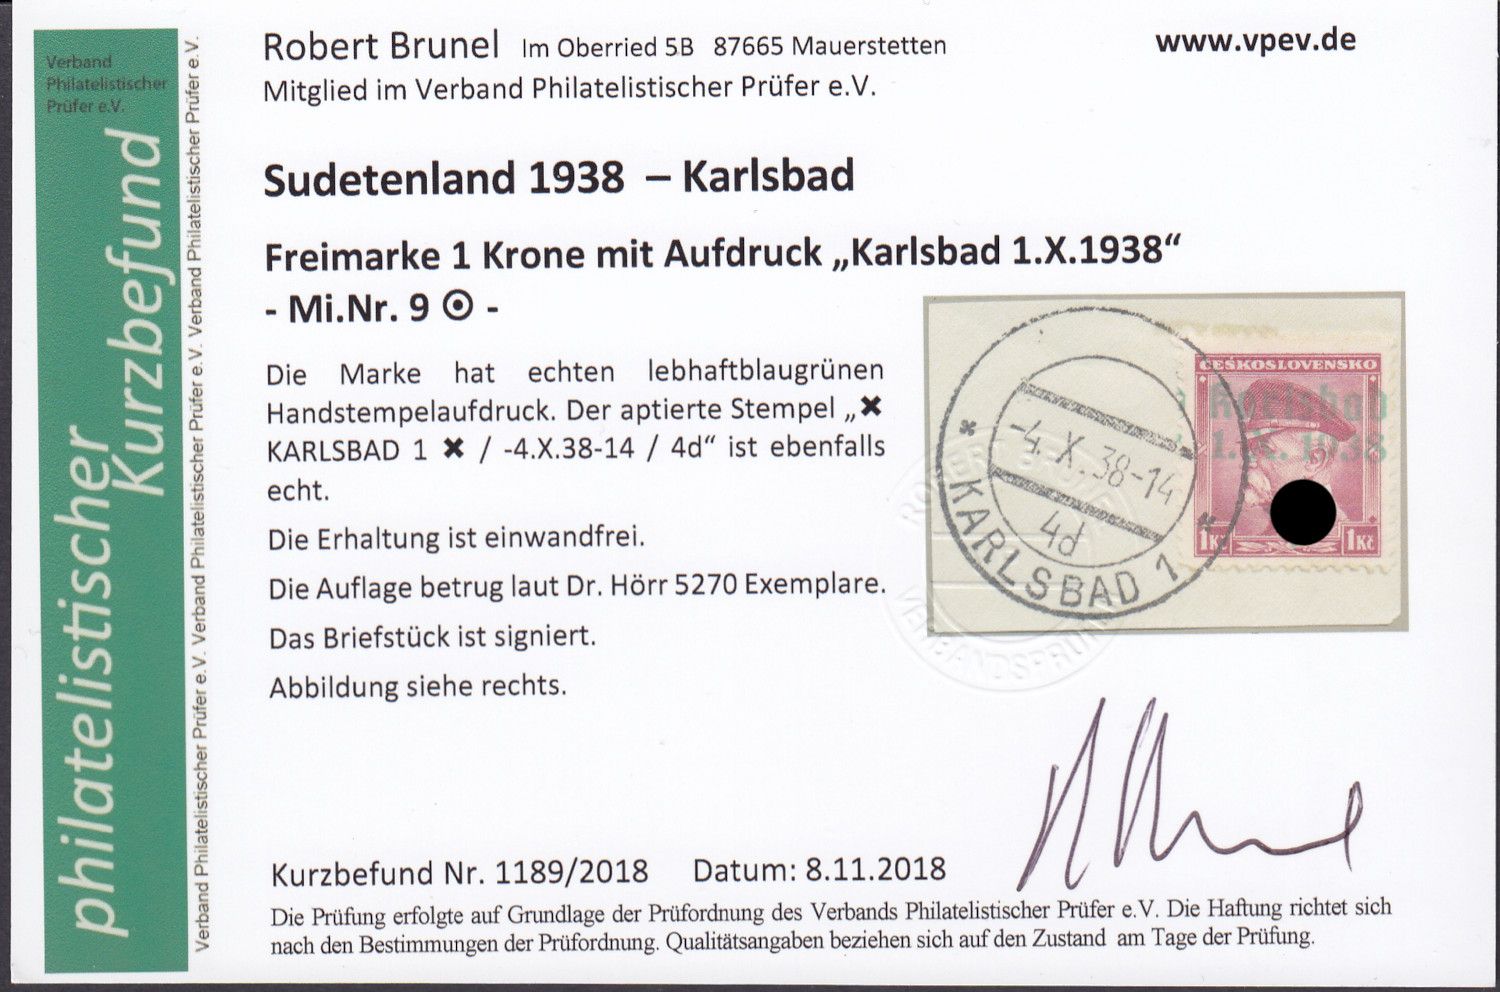 Verband
Philatelistischer
Prüfer e.V.
philatelistischer
Kurzbefund
Verband Philatelistischer Prüfer e.V. Verband Philatelistischer Prüfer e.V. Verband Philatelistischer Prüfer e.V. Verband Philatelistischer Prüfer e.V.
Robert Brunel Im Oberried 5B 87665 Mauerstetten
www.vpev.de
Mitglied im Verband Philatelistischer Prüfer e.V.
Sudetenland 1938 – Karlsbad
Freimarke 1 Krone mit Aufdruck „Karlsbad 1.X.1938“
- Mi.Nr. 9 ⊙ -
Die Marke hat echten lebhaftblaugrünen
Handstempelaufdruck. Der aptierte Stempel „✖
KARLSBAD 1 ✖ / -4.X.38-14 / 4d“ ist ebenfalls
echt.
Die Erhaltung ist einwandfrei.
Die Auflage betrug laut Dr. Hörr 5270 Exemplare.
Das Briefstück ist signiert.
Abbildung siehe rechts.
ČESKOSLOVENSKO
Karlsbad
1.X.1938
1Kč
1Kč
-4.X.38-14
4d
* KARLSBAD 1 *
ROBERT BRUNEL
VERBANDSPRÜFER
Kurzbefund Nr. 1189/2018 Datum: 8.11.2018
Die Prüfung erfolgte auf Grundlage der Prüfordnung des Verbands Philatelistischer Prüfer e.V. Die Haftung richtet sich
nach den Bestimmungen der Prüfordnung. Qualitätsangaben beziehen sich auf den Zustand am Tage der Prüfung.